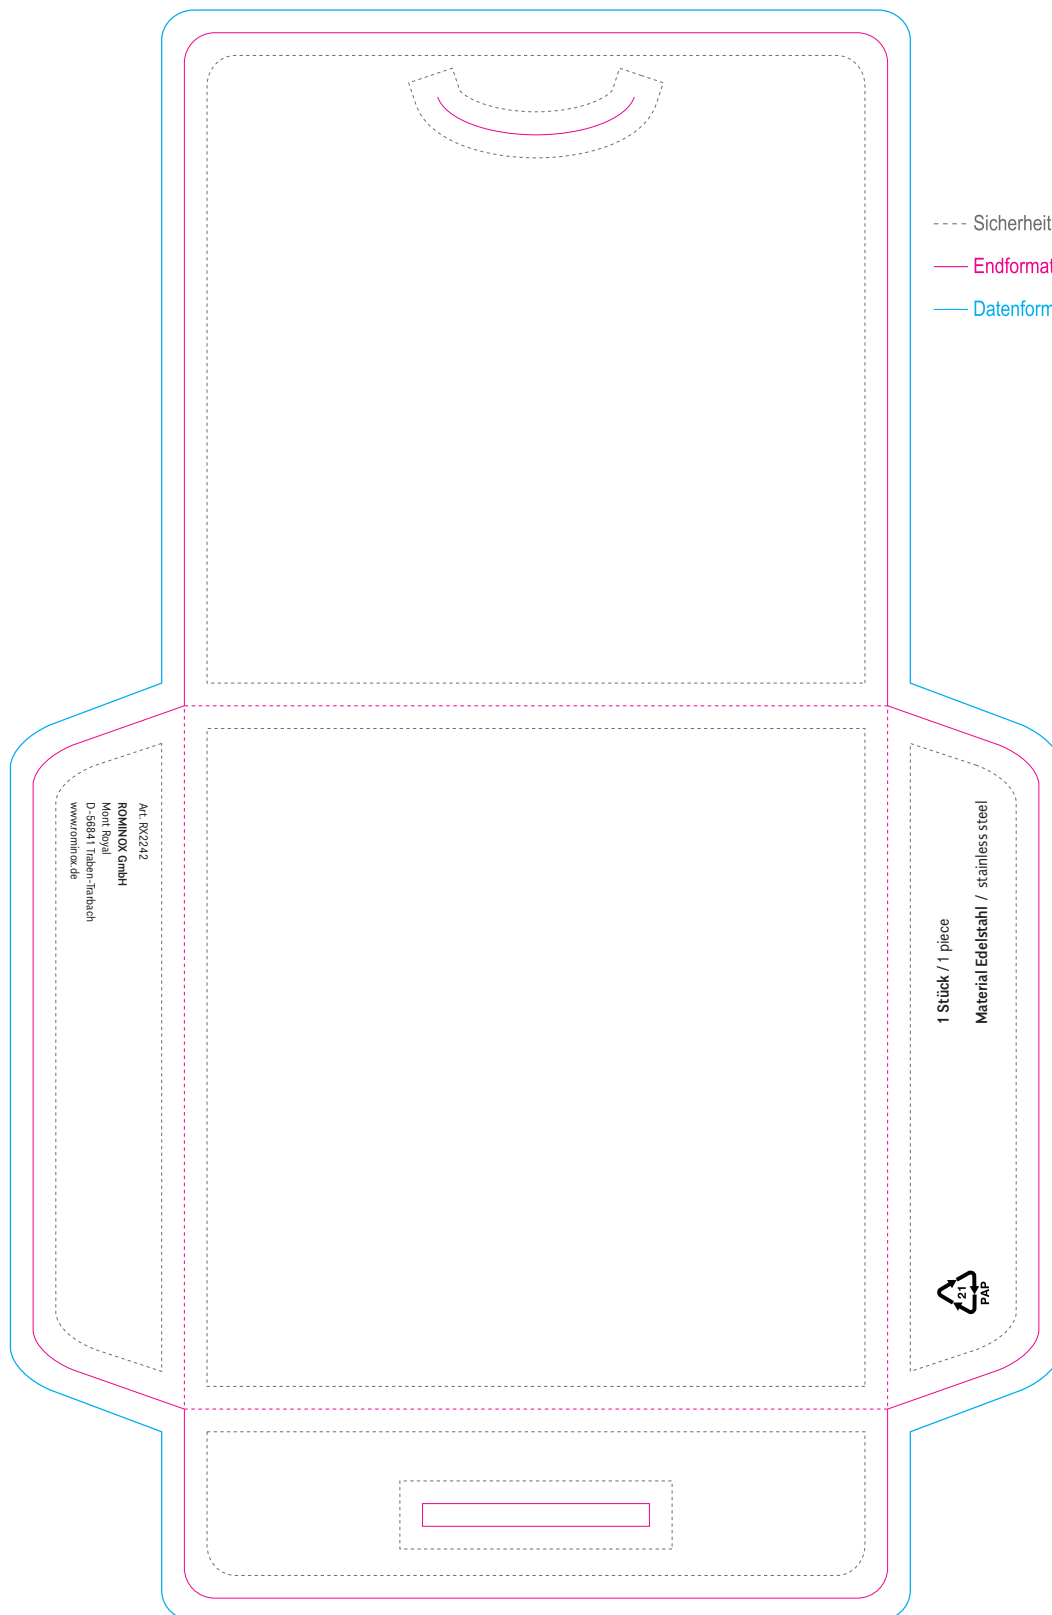 Sicherheit
Endformat
Datenform
Art. RX2242
ROMINOX GmbH
Mont Royal
D-56841 Traben-Trarbach
www.rominox.de
1 Stück / 1 piece
Material Edelstahl / stainless steel
21
PAP